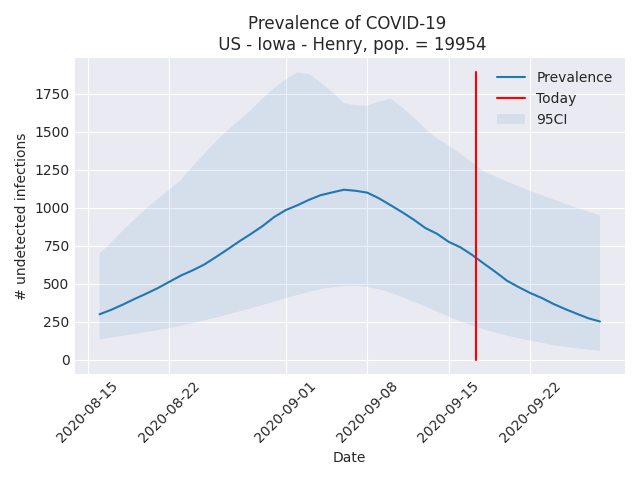 Prevalence of COVID-19
US - Iowa - Henry, pop. = 19954
# undetected infections
1750
1500
1250
1000
750
500
250
0
Prevalence
Today
95CI
2020-08-15
2020-08-22
2020-09-01
2020-09-08
2020-09-15
2020-09-22
Date